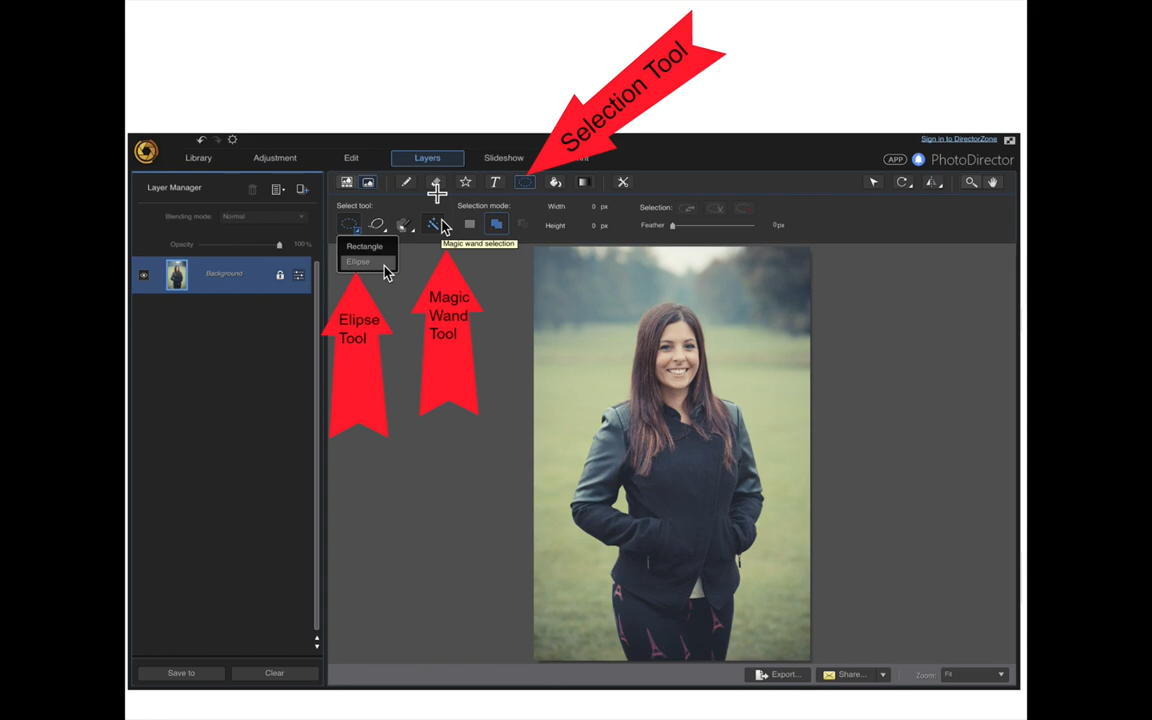 Selection Tool
Sign in to DirectorZone
Library
Adjustment
Edit
Layers
Slideshow
APP
PhotoDirector
Layer Manager
T
Blending mode:
Normal
Opacity
100%
Background
Select tool:
Selection mode:
Width
0 px
Selection:
Height
0 px
Feather
0px
Magic wand selection
Rectangle
Ellipse
Elipse
Tool
Magic
Wand
Tool
Save to
Clear
Export...
Share...
Zoom:
Fit